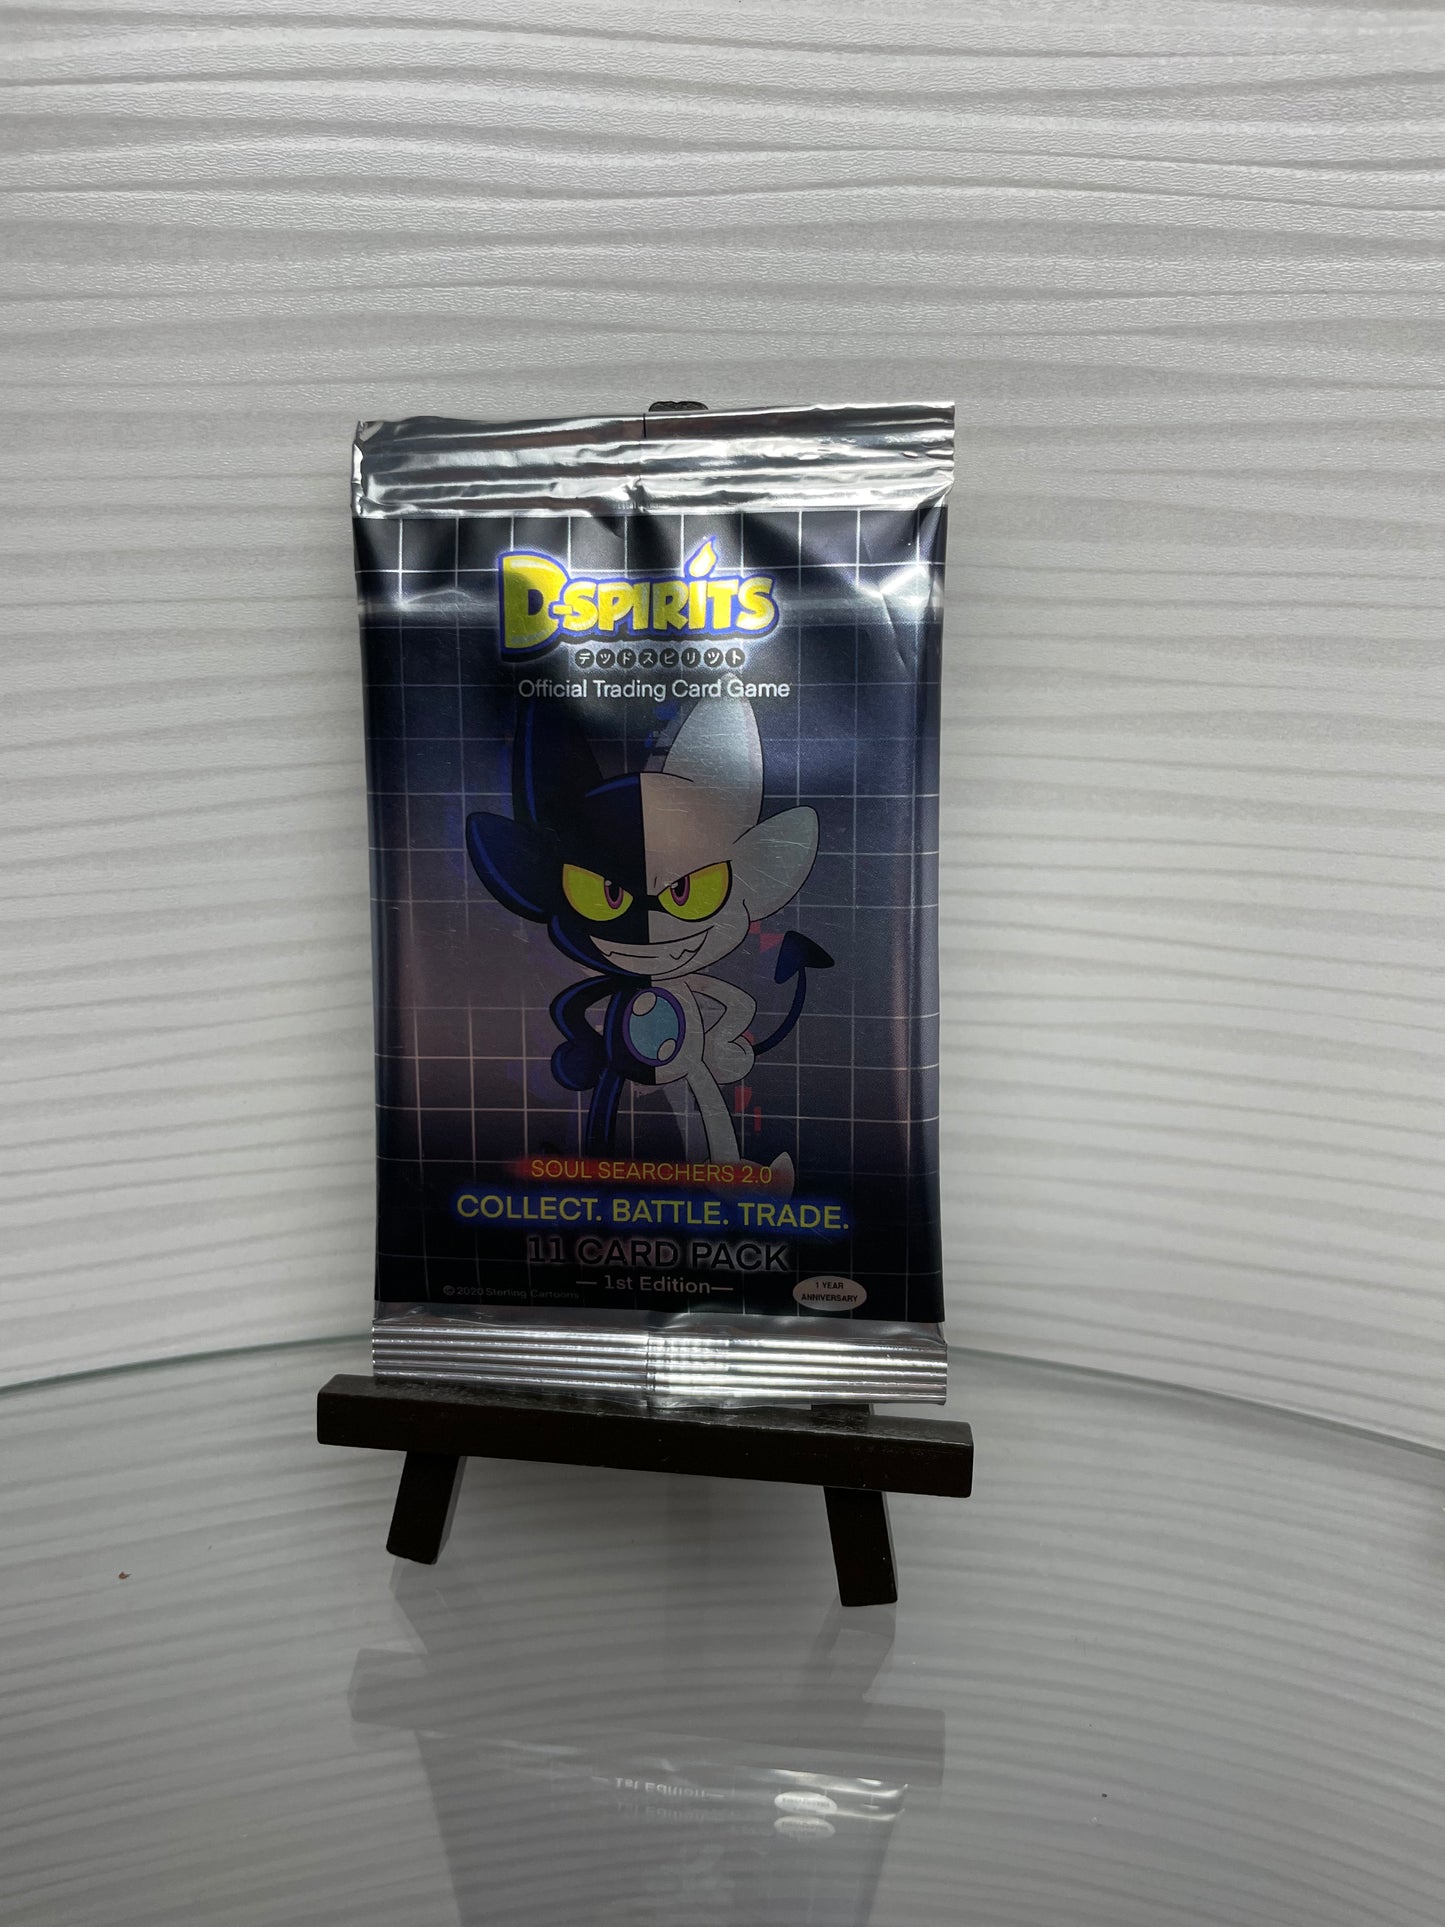 D-SPIRITS
デッドスピリット
Official Trading Card Game
SOUL SEARCHERS 2.0
COLLECT. BATTLE. TRADE.
11 CARD PACK
— 1st Edition —
©2020 Sterling Cartoons
1 YEAR
ANNIVERSARY